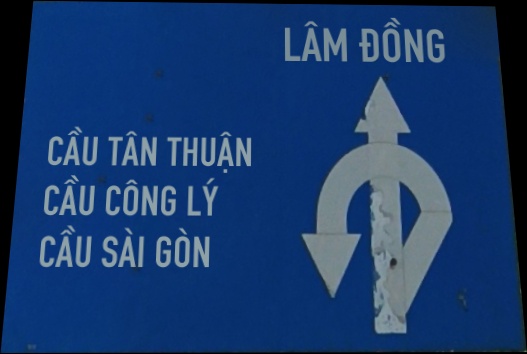 LÂM ĐỒNG
CẦU TÂN THUẬN
CẦU CÔNG LÝ
CẦU SÀI GÒN